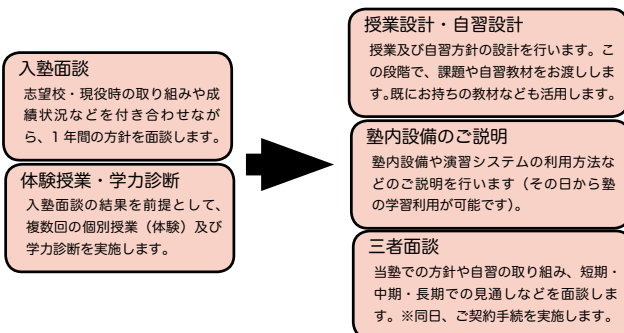 入塾面談
志望校・現役時の取り組みや成
績状況などを付き合わせなが
ら、1年間の方針を面談します。
体験授業・学力診断
入塾面談の結果を前提として、
複数回の個別授業（体験）及び
学力診断を実施します。
授業設計・自習設計
授業及び自習方針の設計を行います。こ
の段階で、課題や自習教材をお渡ししま
す。既にお持ちの教材なども活用します。
塾内設備のご説明
塾内設備や演習システムの利用方法な
どのご説明を行います（その日から塾
の学習利用が可能です）。
三者面談
当塾での方針や自習の取り組み、短期・
中期・長期での見通しなどを面談しま
す。※同日、ご契約手続を実施します。